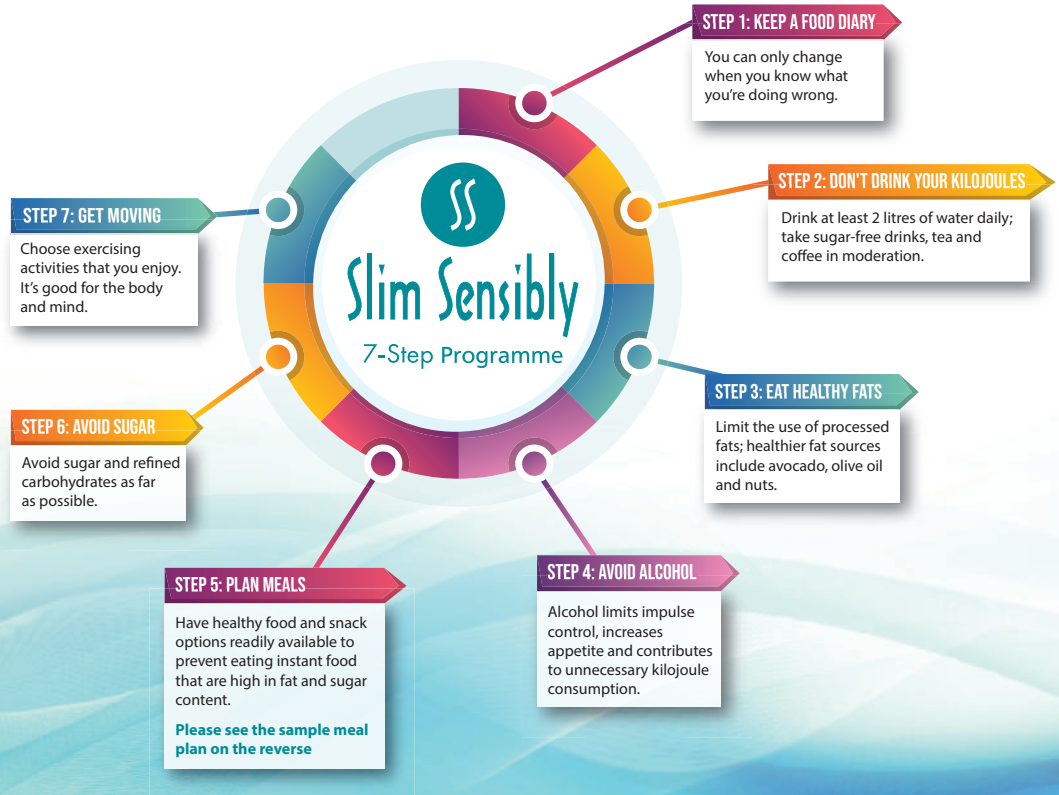 STEP 1: KEEP A FOOD DIARY
You can only change
when you know what
you're doing wrong.
STEP 2: DON'T DRINK YOUR KILOJOULES
Drink at least 2 litres of water daily;
take sugar-free drinks, tea and
coffee in moderation.
STEP 3: EAT HEALTHY FATS
Limit the use of processed
fats; healthier fat sources
include avocado, olive oil
and nuts.
STEP 4: AVOID ALCOHOL
Alcohol limits impulse
control, increases
appetite and contributes
to unnecessary kilojoule
consumption.
STEP 5: PLAN MEALS
Have healthy food and snack
options readily available to
prevent eating instant food
that are high in fat and sugar
content.
Please see the sample meal
plan on the reverse
STEP 6: AVOID SUGAR
Avoid sugar and refined
carbohydrates as far
as possible.
STEP 7: GET MOVING
Choose exercising
activities that you enjoy.
It's good for the body
and mind.
SS
Slim Sensibly
7-Step Programme